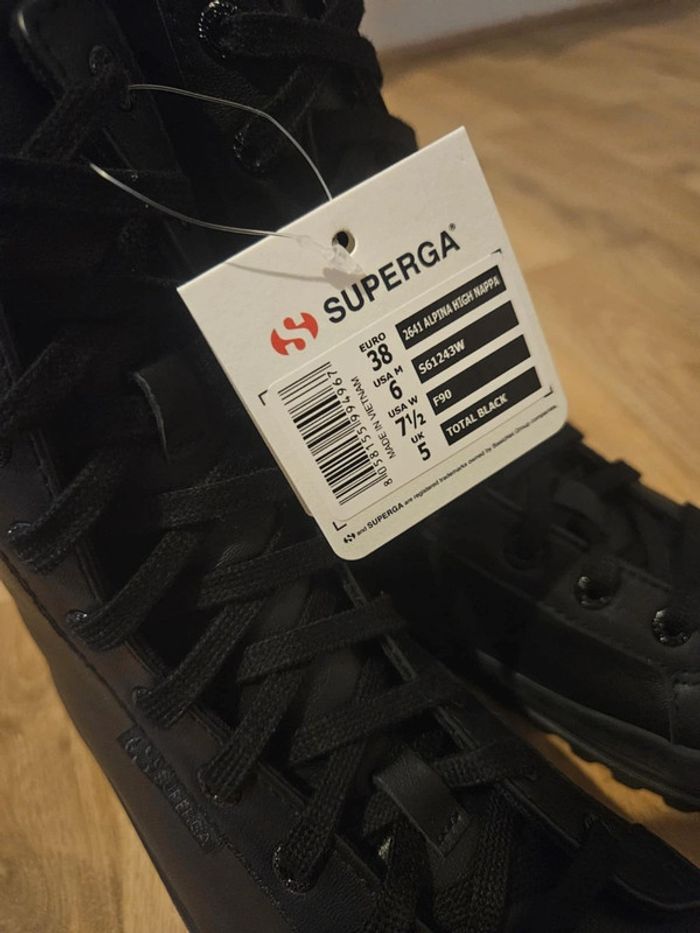 SUPERGA®
EURO
38
USA M
6
USA W
7½
UK
5
2641 ALPINA HIGH NAPPA
S61243W
F90
TOTAL BLACK
MADE IN VIETNAM
8058155994967
and SUPERGA are registered trademarks owned by BasicNet Group companies.
SUPERGA